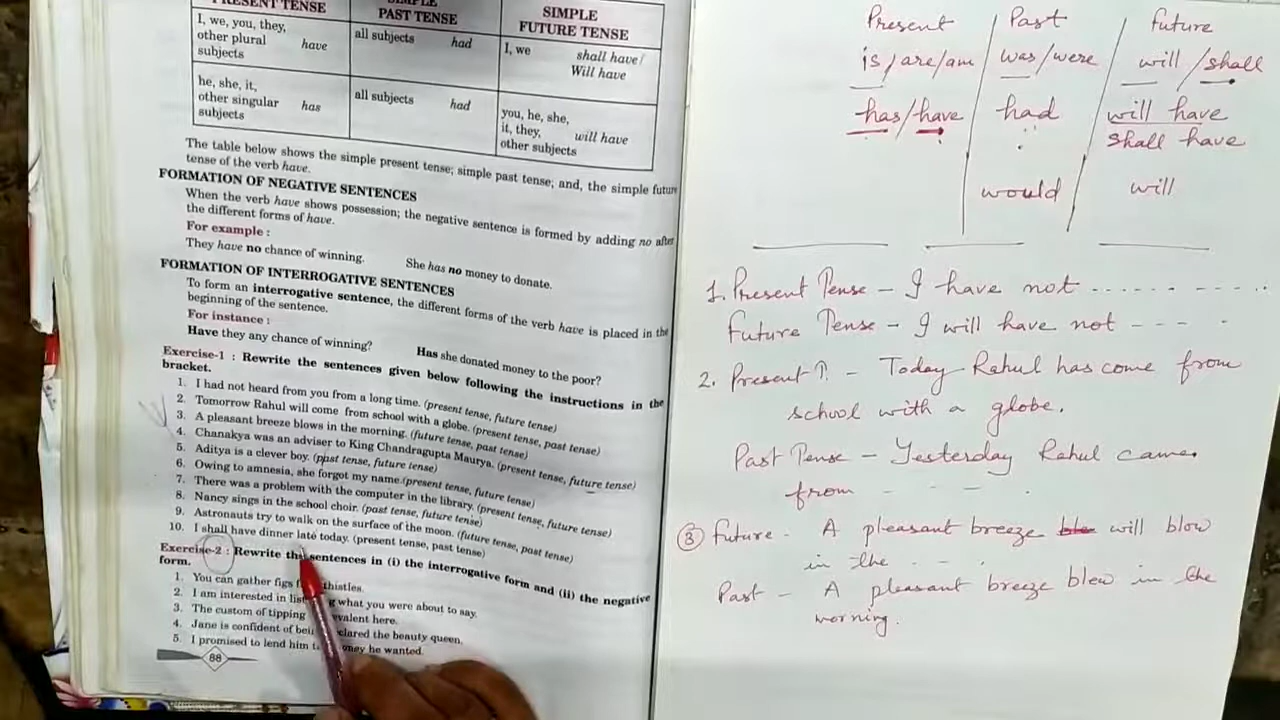 PRESENT TENSE
SIMPLE
PAST TENSE
SIMPLE
FUTURE TENSE
I, we, you, they,
other plural have
subjects
all subjects had
I, we shall have/
Will have
he, she, it,
other singular has
subjects
all subjects had
you, he, she,
it, they, will have
other subjects
The table below shows the simple present tense; simple past tense; and, the simple future
tense of the verb have.
FORMATION OF NEGATIVE SENTENCES
When the verb have shows possession; the negative sentence is formed by adding no after
the different forms of have.
For example :
They have no chance of winning. She has no money to donate.
FORMATION OF INTERROGATIVE SENTENCES
To form an interrogative sentence, the different forms of the verb have is placed in the
beginning of the sentence.
For instance :
Have they any chance of winning? Has she donated money to the poor?
Exercise-1 : Rewrite the sentences given below following the instructions in the
bracket.
1. I had not heard from you from a long time. (present tense, future tense)
2. Tomorrow Rahul will come from school with a globe. (present tense, past tense)
3. A pleasant breeze blows in the morning. (future tense, past tense)
4. Chanakya was an adviser to King Chandragupta Maurya. (present tense, future tense)
5. Aditya is a clever boy. (past tense, future tense)
6. Owing to amnesia, she forgot my name. (present tense, future tense)
7. There was a problem with the computer in the library. (present tense, future tense)
8. Nancy sings in the school choir. (past tense, future tense)
9. Astronauts try to walk on the surface of the moon. (future tense, past tense)
10. I shall have dinner late today. (present tense, past tense)
Exercise-2 : Rewrite the sentences in (i) the interrogative form and (ii) the negative
form.
1. You can gather figs thistles.
2. I am interested in what you were about to say.
3. The custom of tipping here.
4. Jane is confident of the beauty queen.
5. I promised to lend him he wanted.
88
Present Past Future
is/are/am was/were will/shall
has/have had will have
shall have
would will
1. Present Tense - I have not ...... ......
Future Tense - I will have not - - - -
2. Present T. - Today Rahul has come from
school with a globe.
Past Tense - Yesterday Rahul came
from - - - .
③ Future - A pleasant breeze will blow
in the - - - .
Past - A pleasant breeze blew in the
morning.